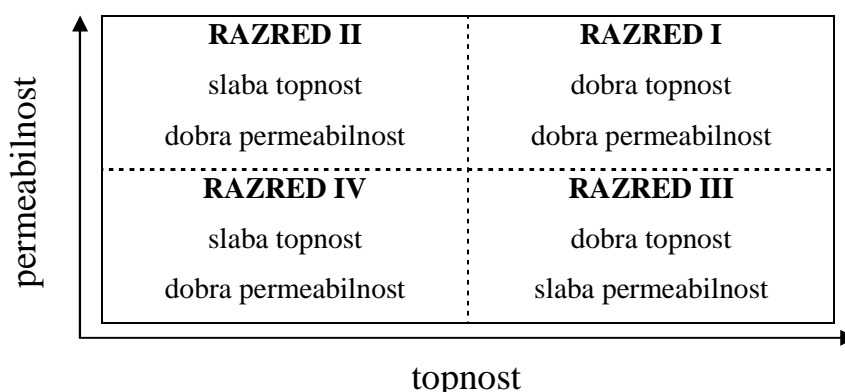 RAZRED II
slaba topnost
dobra permeabilnost
RAZRED I
dobra topnost
dobra permeabilnost
RAZRED IV
slaba topnost
dobra permeabilnost
RAZRED III
dobra topnost
slaba permeabilnost
permeabilnost
topnost